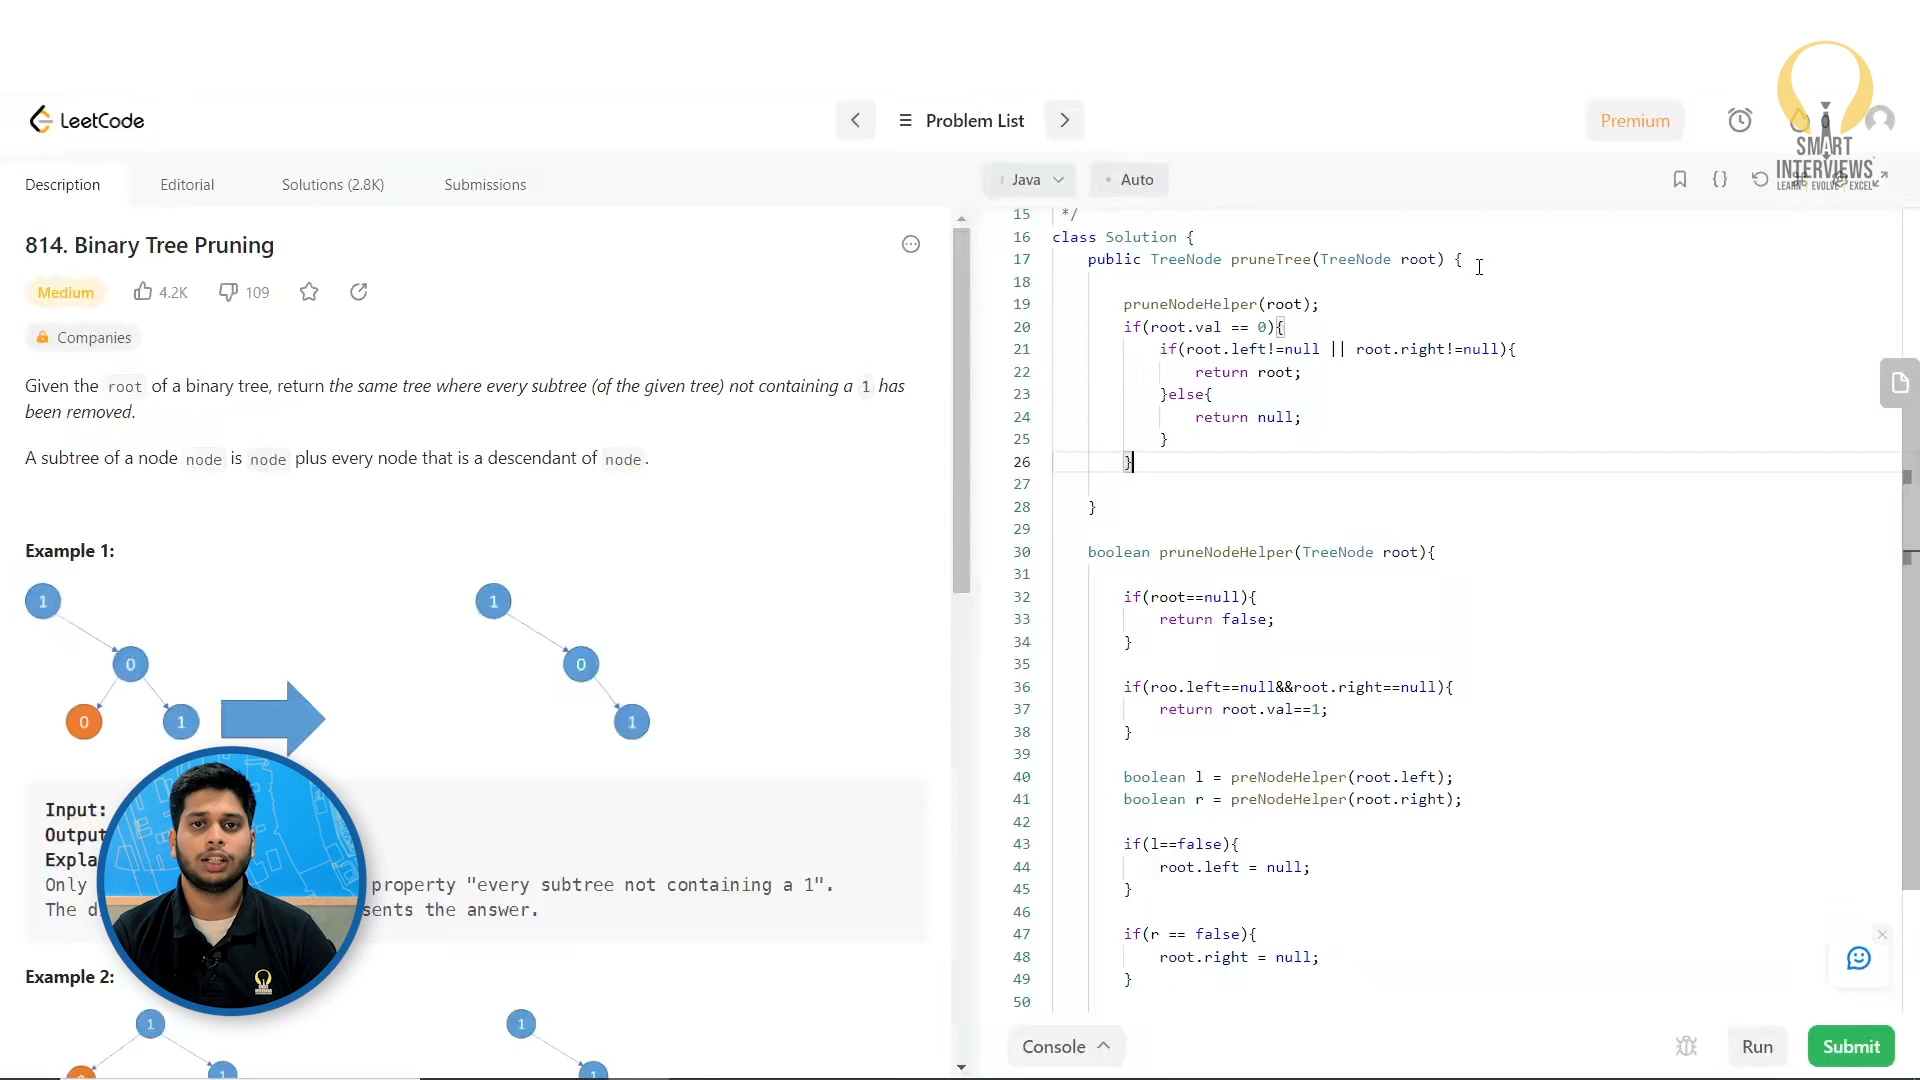 SMART
INTERVIEWS
LEARN EVOLVE EXCEL
LeetCode
Problem List
Premium
0
Description
Editorial
Solutions (2.8K)
Submissions
814. Binary Tree Pruning
Medium
4.2K
109
Companies
Given the root of a binary tree, return the same tree where every subtree (of the given tree) not containing a 1 has
been removed.
A subtree of a node node is node plus every node that is a descendant of node.
Example 1:
1
0
0 1
1
0
1
Input:
Output
Expla
Only property "every subtree not containing a 1".
The d sents the answer.
Example 2:
1
0 1
1
1
Java
Auto
15 */
16 class Solution {
17 public TreeNode pruneTree(TreeNode root) {
18
19 pruneNodeHelper(root);
20 if(root.val == 0){
21 if(root.left!=null || root.right!=null){
22 return root;
23 }else{
24 return null;
25 }
26 }
27
28 }
29
30 boolean pruneNodeHelper(TreeNode root){
31
32 if(root==null){
33 return false;
34 }
35
36 if(roo.left==null&&root.right==null){
37 return root.val==1;
38 }
39
40 boolean l = preNodeHelper(root.left);
41 boolean r = preNodeHelper(root.right);
42
43 if(l==false){
44 root.left = null;
45 }
46
47 if(r == false){
48 root.right = null;
49 }
50
Console
Run
Submit